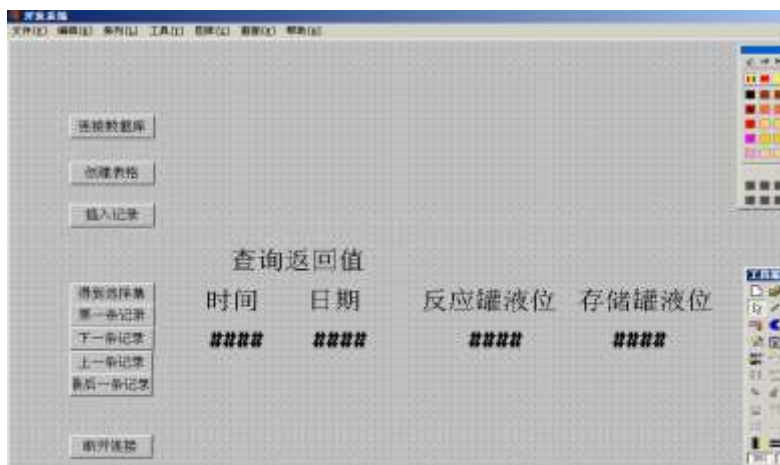 开发系统
文件[F] 编辑[E] 排列[L] 工具[T] 图库[L] 画面[W] 帮助[H]
连接数据库
创建表格
插入记录
查询返回值
得到选择集
第一条记录
时间 日期 反应罐液位 存储罐液位
下一条记录
#### #### #### ####
上一条记录
最后一条记录
断开连接